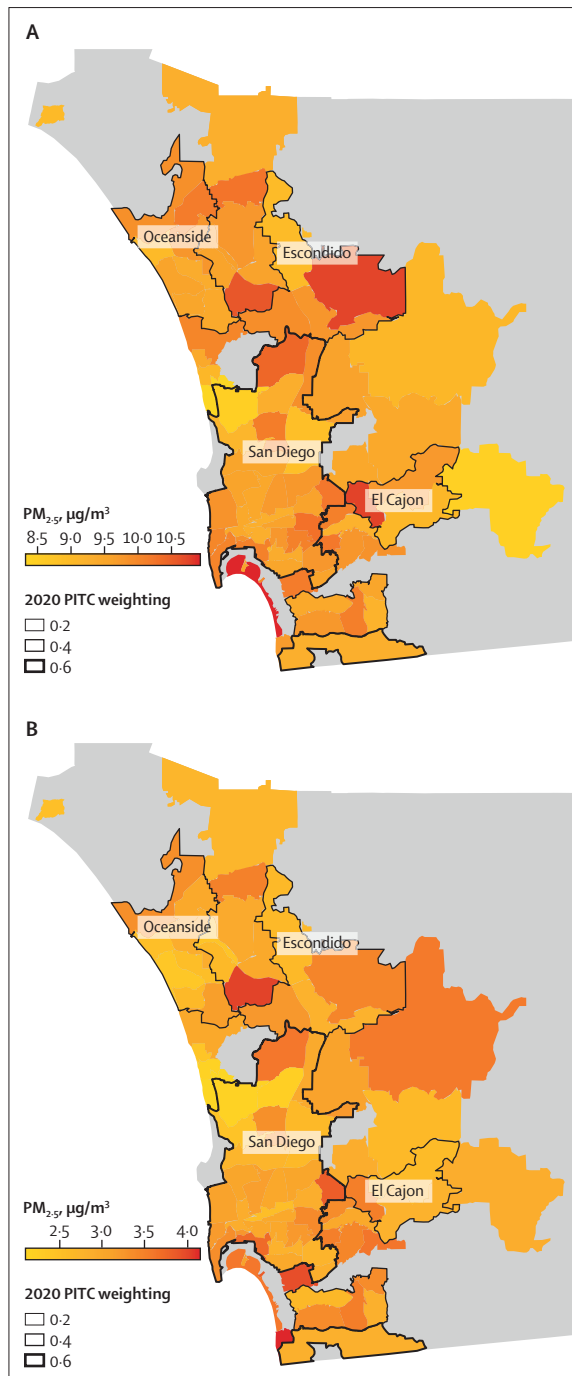 A
Oceanside
Escondido
San Diego
El Cajon
PM2·5, μg/m3
8·5 9·0 9·5 10·0 10·5
2020 PITC weighting
0·2
0·4
0·6
B
Oceanside
Escondido
San Diego
El Cajon
PM2·5, μg/m3
2·5 3·0 3·5 4·0
2020 PITC weighting
0·2
0·4
0·6